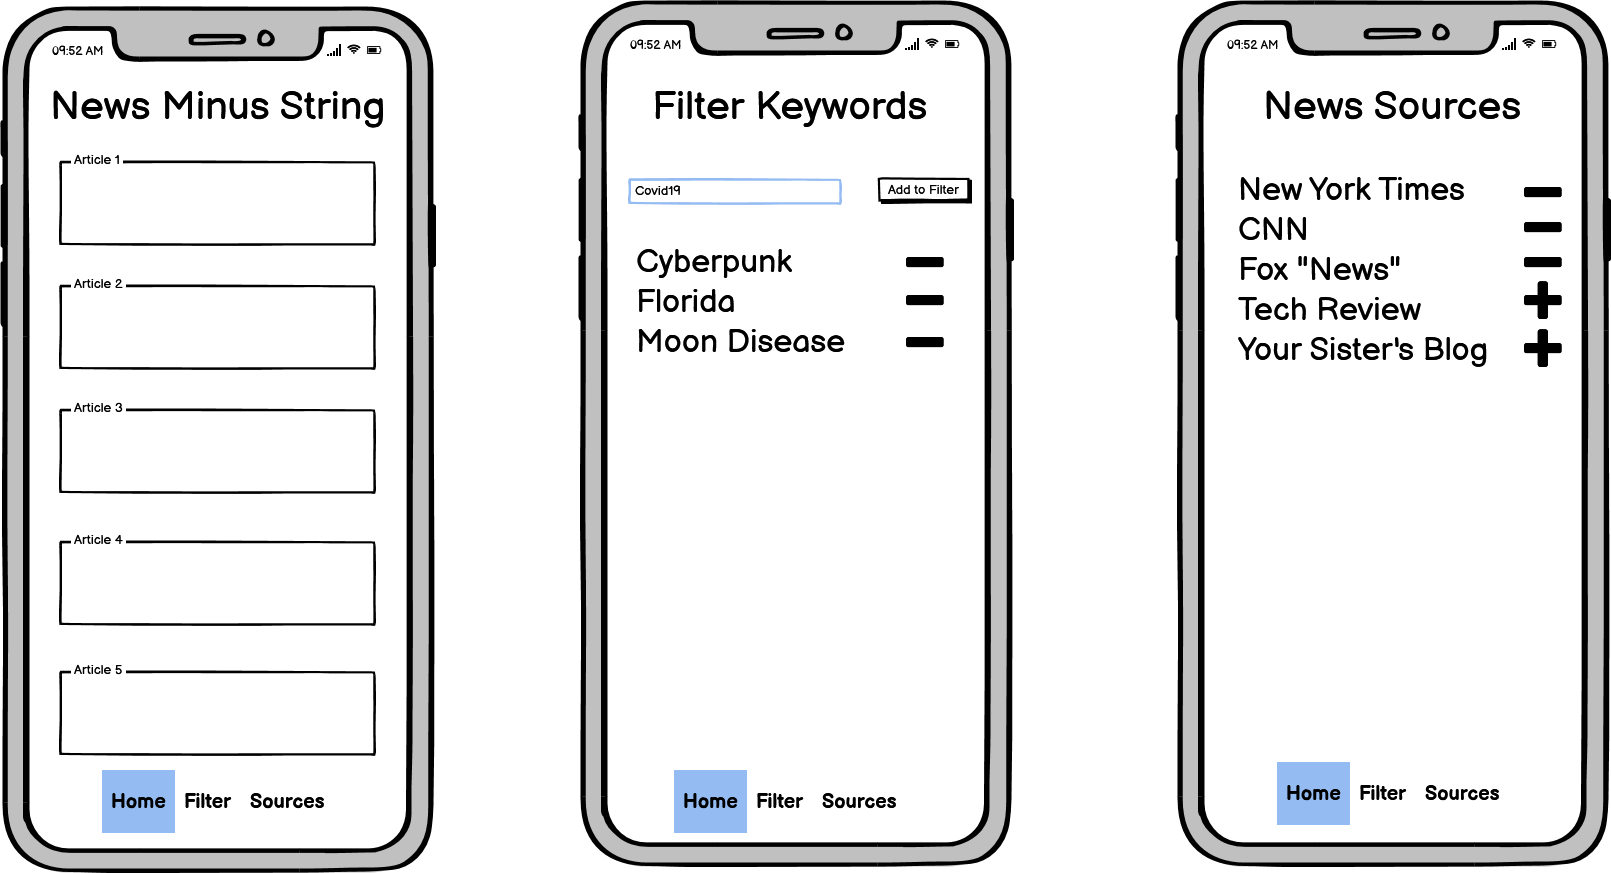 09:52 AM
News Minus String
Article 1
Article 2
Article 3
Article 4
Article 5
Home Filter Sources
09:52 AM
Filter Keywords
Covid19 Add to Filter
Cyberpunk
Florida
Moon Disease
Home Filter Sources
09:52 AM
News Sources
New York Times
CNN
Fox "News"
Tech Review
Your Sister's Blog
Home Filter Sources